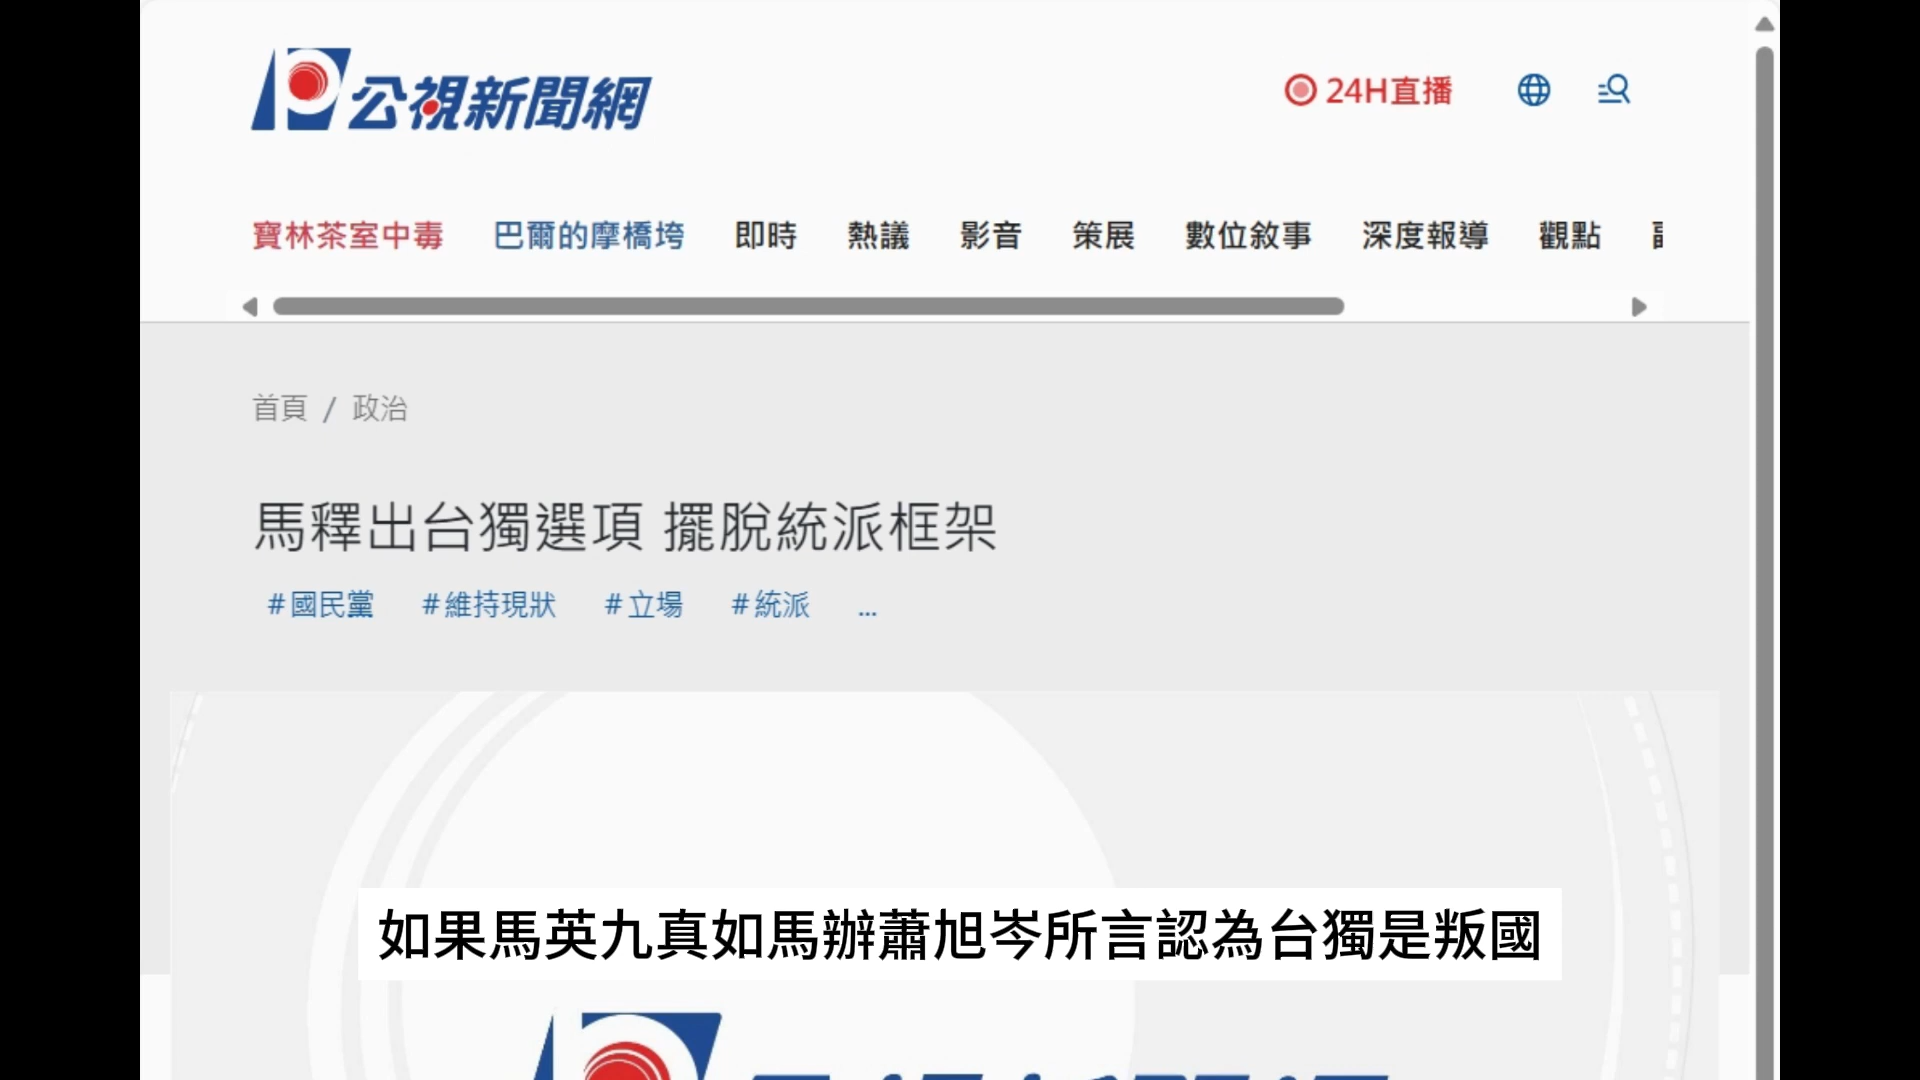 公視新聞網
24H直播
寶林茶室中毒 巴爾的摩橋垮 即時 熱議 影音 策展 數位敘事 深度報導 觀點
首頁 / 政治
馬釋出台獨選項 擺脫統派框架
#國民黨 #維持現狀 #立場 #統派 ...
如果馬英九真如馬辦蕭旭岑所言認為台獨是叛國